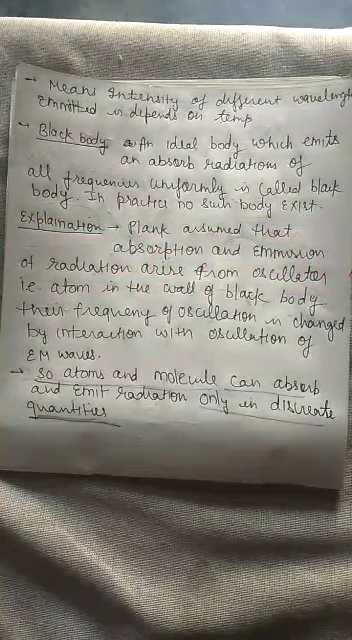 → Means Intensity of different wavelength
Emmitted is depends on temp
→ Black body → An ideal body which emits
an absorb radiations of
all frequencies uniformly is called black
body. In practice no such body Exist.
Explaination → Plank assumed that
absorption and Emmision
of radiation arise from oscillator
i.e. atom in the wall of black body
their frequency of oscillation is changed
by interaction with oscillation of
EM waves.
→ So atoms and molecule can absorb
and Emit radiation only in discreate
quantities